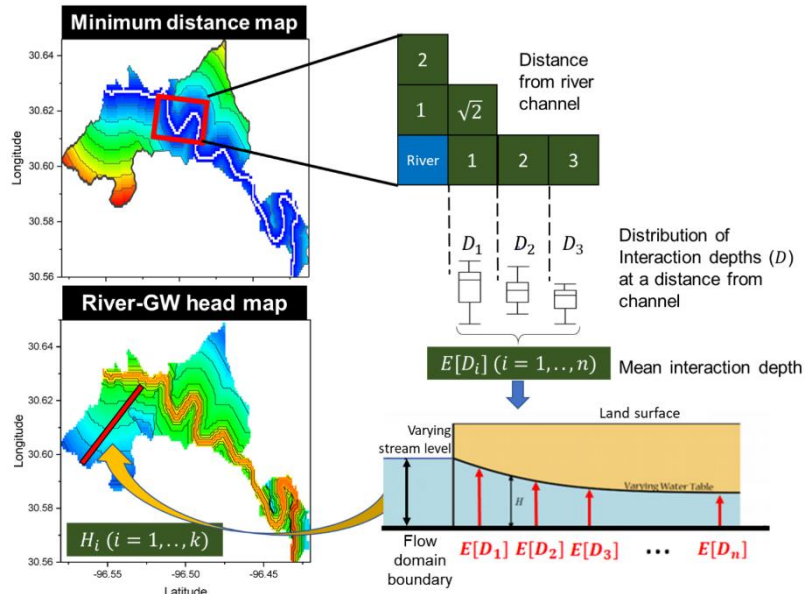 Minimum distance map
30.64
30.62
30.60
30.58
30.56
Longitude
2
1
√2
River
1
2
3
Distance
from river
channel
D₁
D₂
D₃
Distribution of
Interaction depths (D)
at a distance from
channel
E[Dᵢ] (i = 1,..,n)
Mean interaction depth
River-GW head map
30.64
30.62
30.60
30.58
30.56
Longitude
Hᵢ (i = 1,..,k)
-96.55
-96.50
-96.45
Latitude
Land surface
Varying
stream level
Varying Water Table
H
Flow
domain
boundary
E[D₁]
E[D₂]
E[D₃]
...
E[Dₙ]